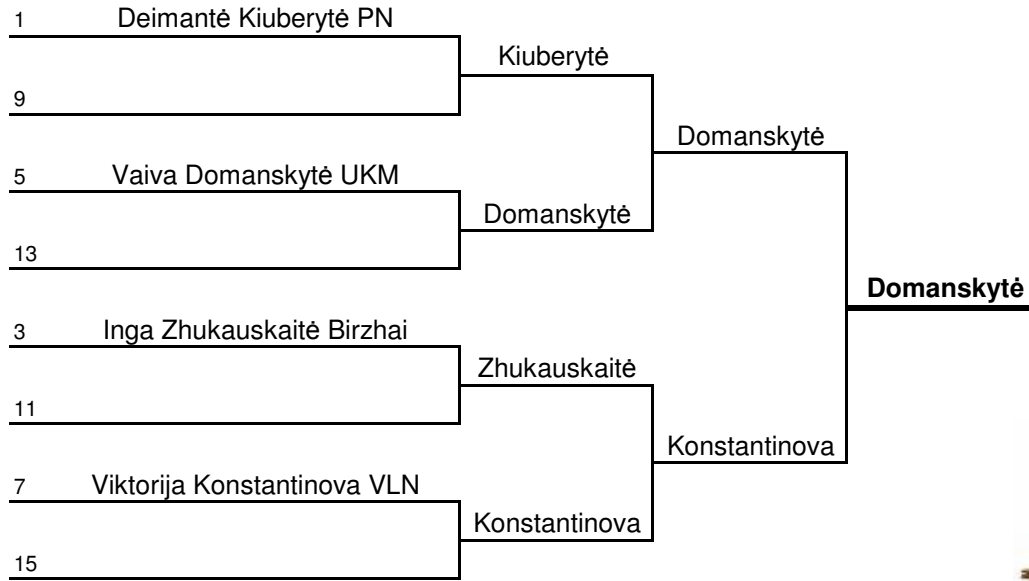 1 Deimantė Kiuberytė PN
Kiuberytė
9
Domanskytė
5 Vaiva Domanskytė UKM
Domanskytė
13
Domanskytė
3 Inga Zhukauskaitė Birzhai
Zhukauskaitė
11
Konstantinova
7 Viktorija Konstantinova VLN
Konstantinova
15